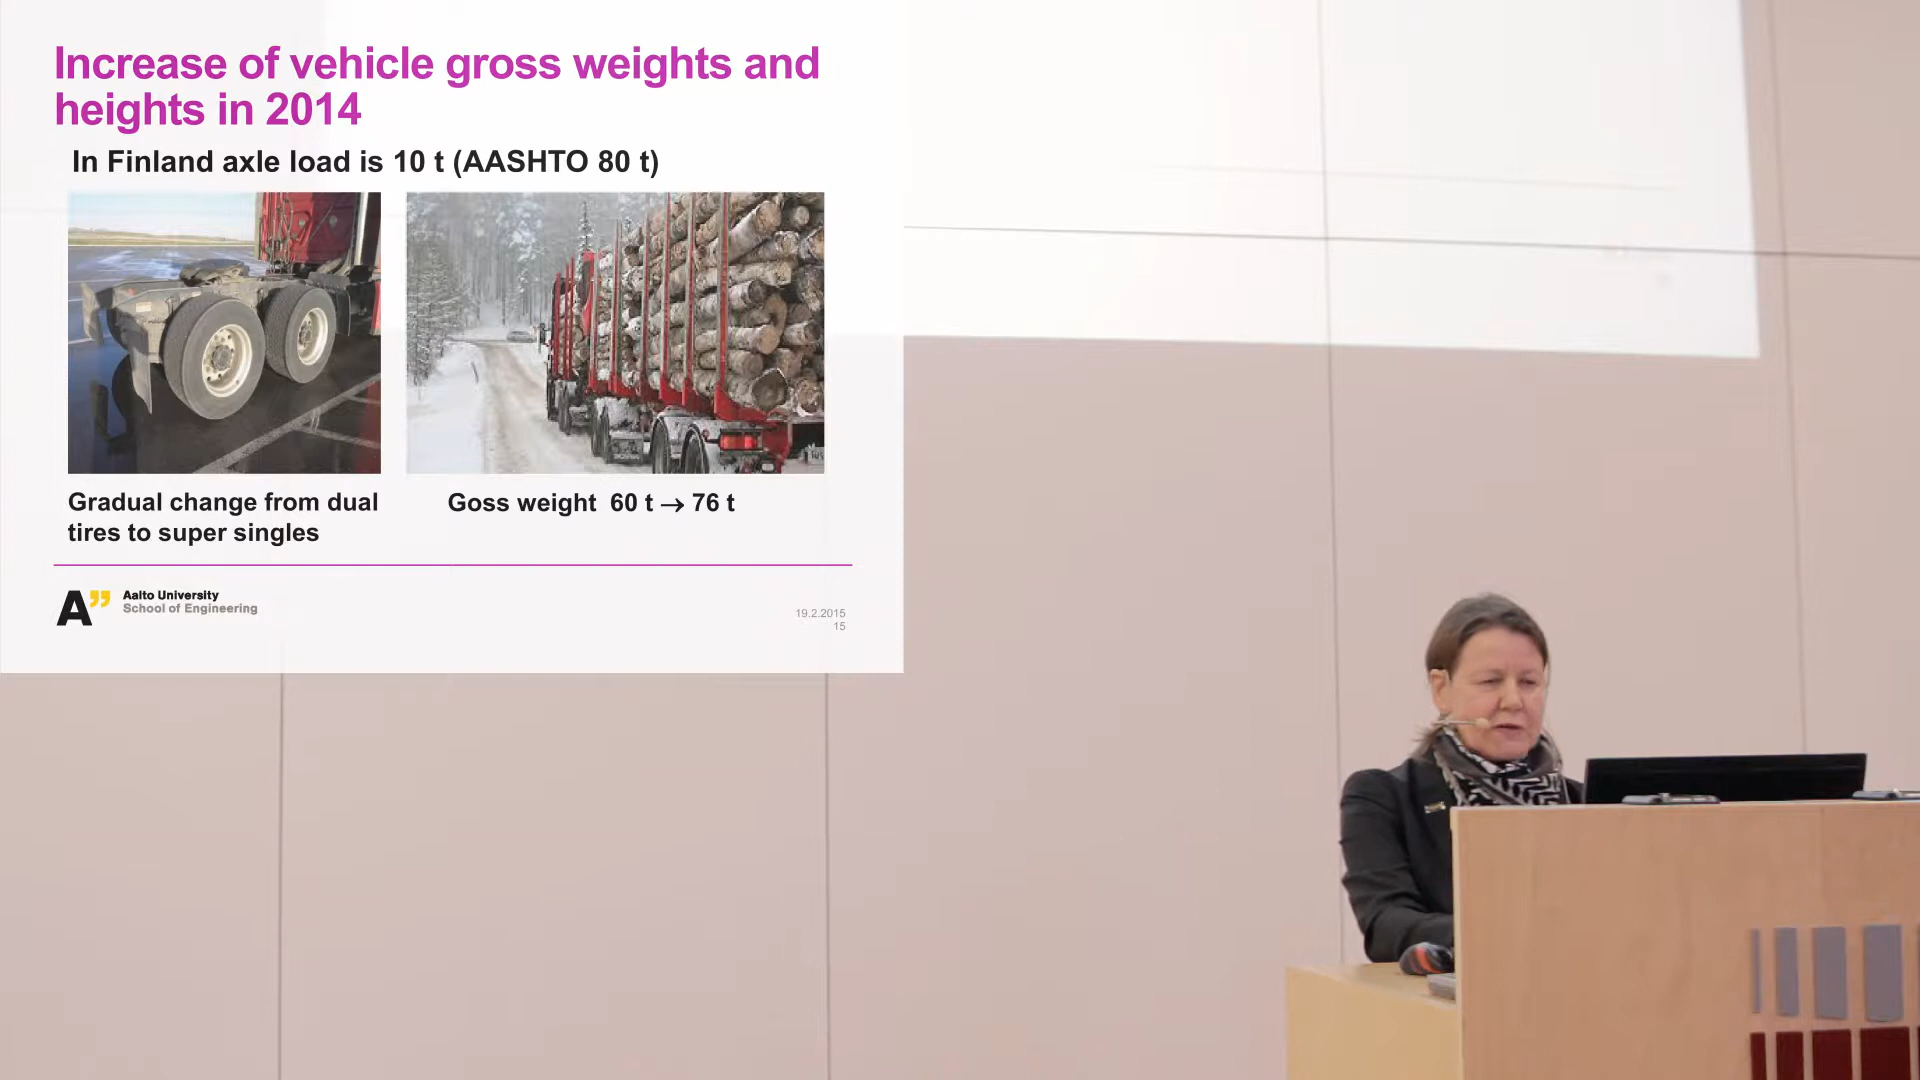 Increase of vehicle gross weights and
heights in 2014
In Finland axle load is 10 t (AASHTO 80 t)
Gradual change from dual
tires to super singles
Goss weight 60 t → 76 t
Aalto University
School of Engineering
19.2.2015
15